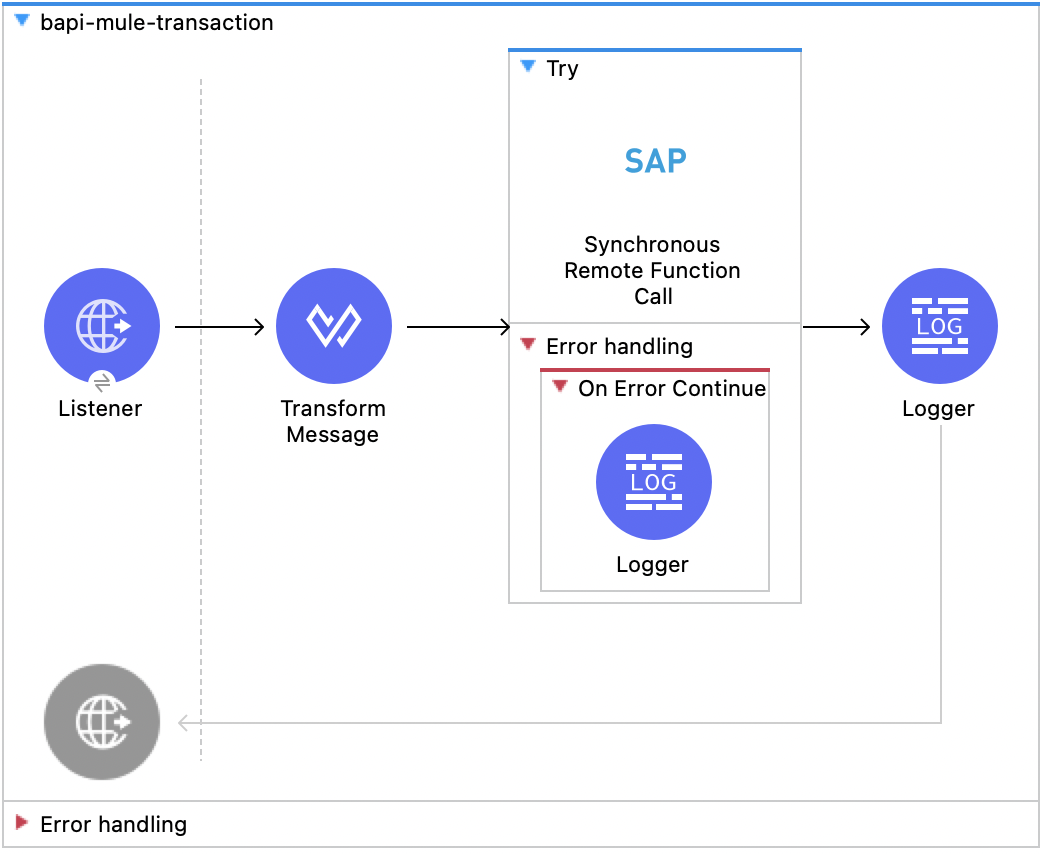 bapi-mule-transaction
Try
SAP
Synchronous
Remote Function
Call
Listener
Transform
Message
Error handling
On Error Continue
LOG
Logger
LOG
Logger
Error handling